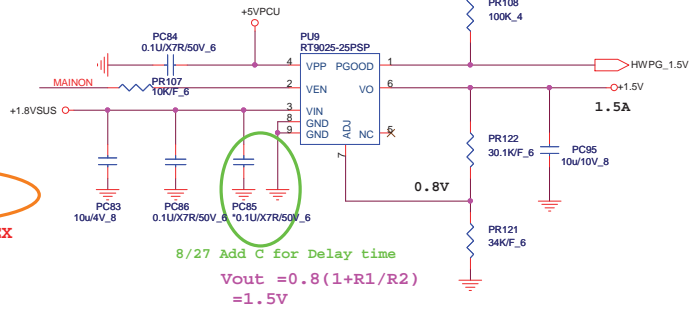 +5VPCU
PR108
100K_4
PC84
0.1U/X7R/50V_6
PU9
RT9025-25PSP
4 VPP PGOOD 1
HWPG_1.5V
MAINON
PR107
10K/F_6
2 VEN VO 6
+1.5V
1.5A
+1.8VSUS
3 VIN
8 GND
9 GND
ADJ
NC 5
7
PR122
30.1K/F_6
PC95
10u/10V_8
0.8V
PC83
10u/4V_8
PC86
0.1U/X7R/50V_6
PC85
*0.1U/X7R/50V_6
PR121
34K/F_6
EX
8/27 Add C for Delay time
Vout =0.8(1+R1/R2)
=1.5V